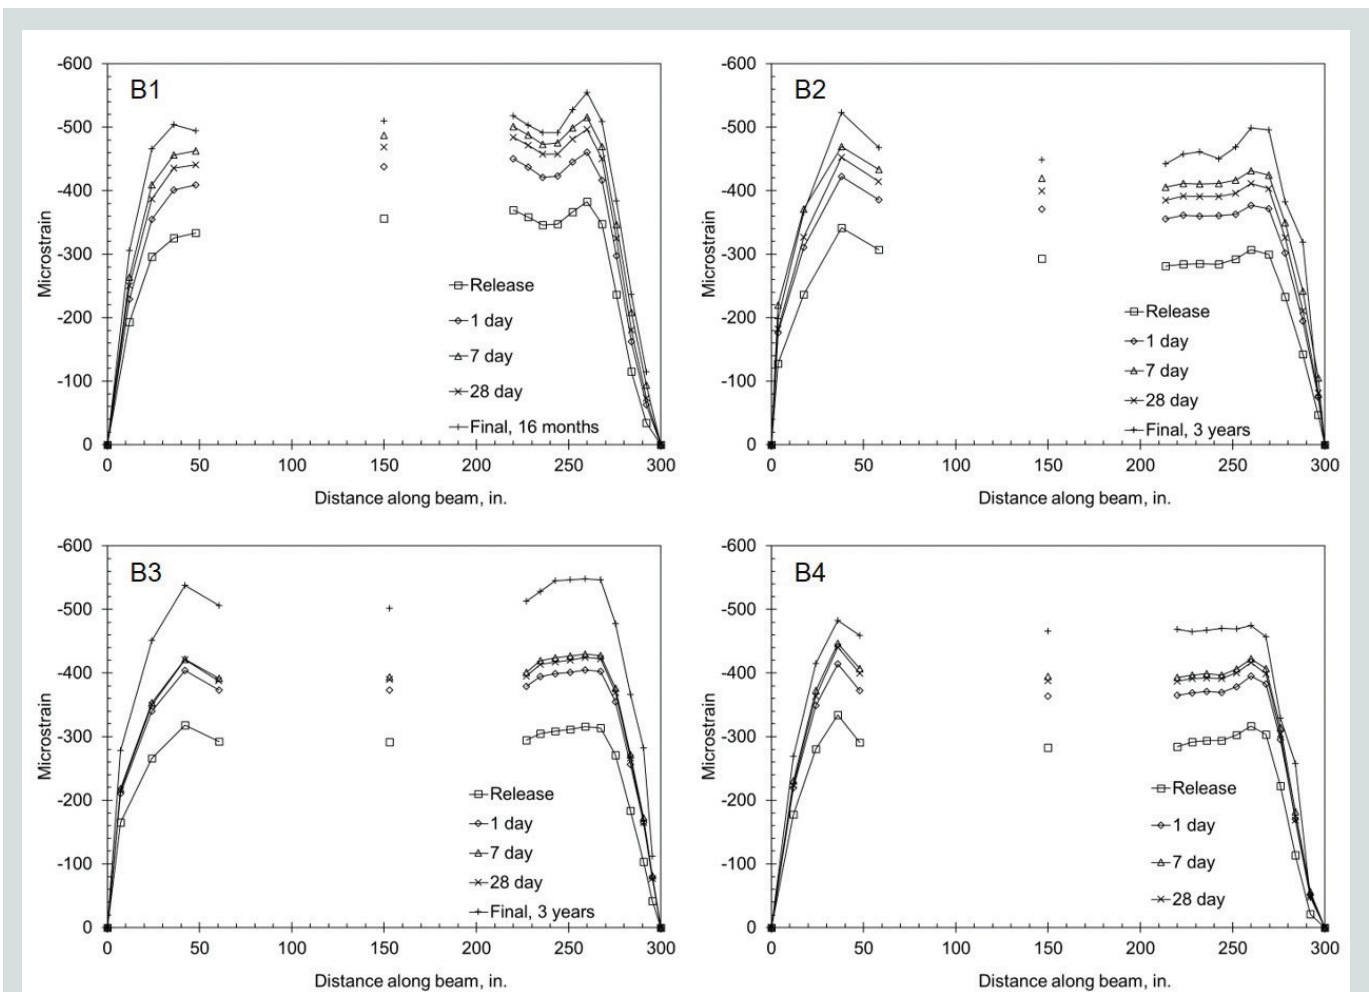 B1
-600
-500
-400
-300
-200
-100
0
Microstrain
Release
1 day
7 day
28 day
Final, 16 months
0 50 100 150 200 250 300
Distance along beam, in.
B2
-600
-500
-400
-300
-200
-100
0
Microstrain
Release
1 day
7 day
28 day
Final, 3 years
0 50 100 150 200 250 300
Distance along beam, in.
B3
-600
-500
-400
-300
-200
-100
0
Microstrain
Release
1 day
7 day
28 day
Final, 3 years
0 50 100 150 200 250 300
Distance along beam, in.
B4
-600
-500
-400
-300
-200
-100
0
Microstrain
Release
1 day
7 day
28 day
0 50 100 150 200 250 300
Distance along beam, in.